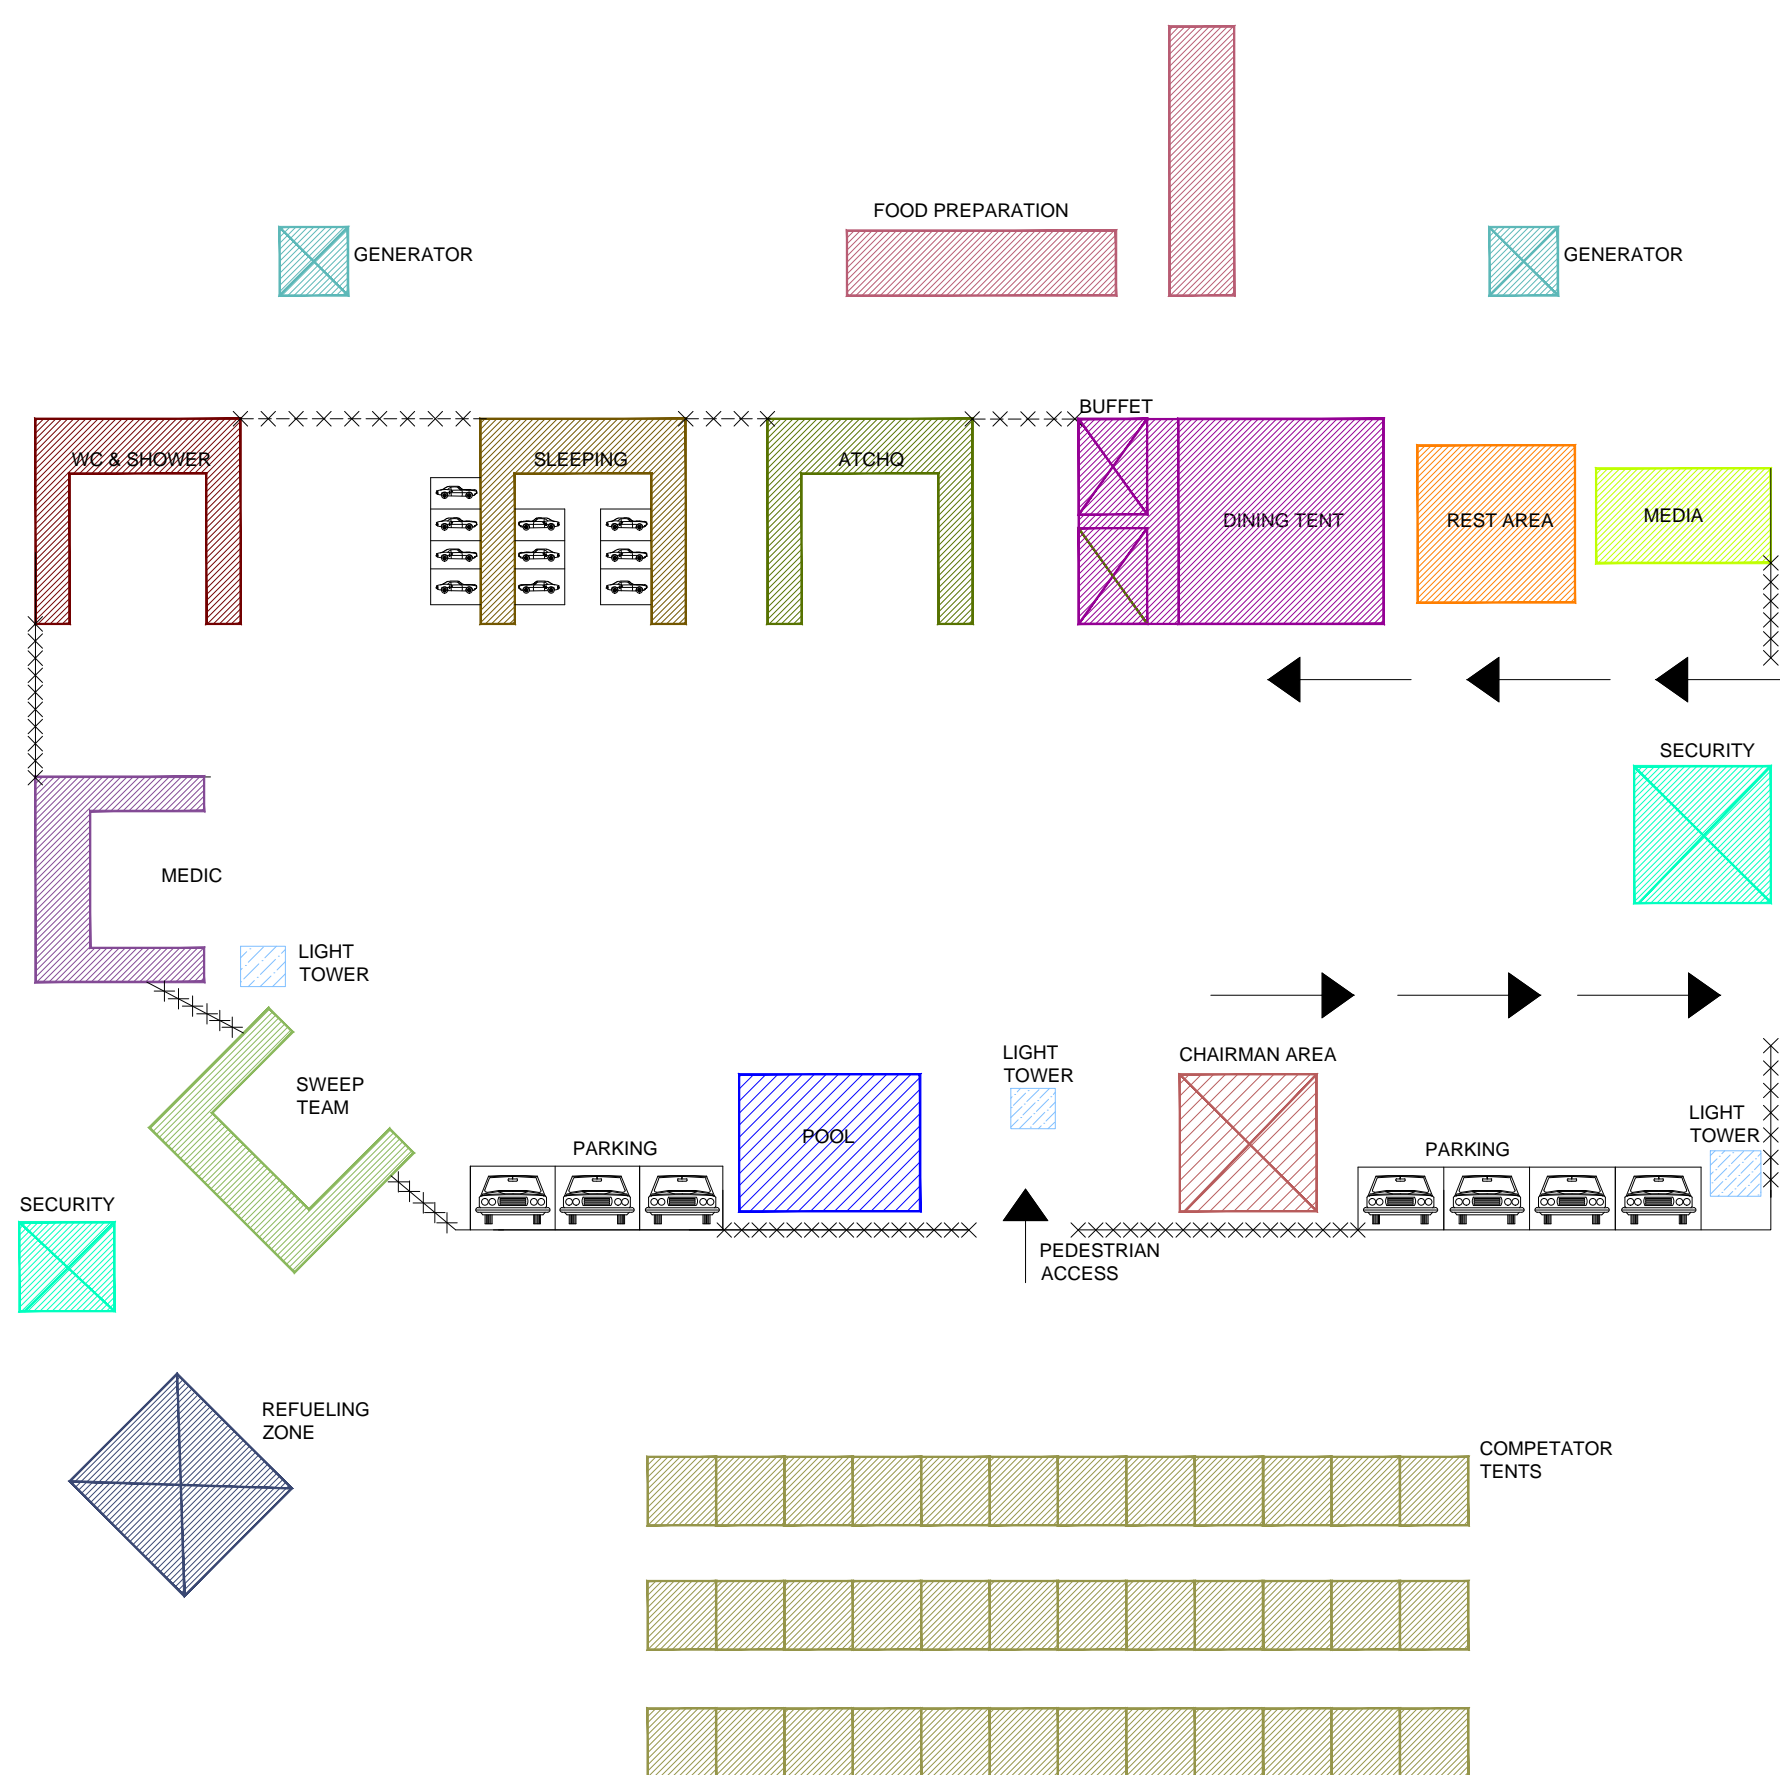 FOOD PREPARATION
GENERATOR
GENERATOR
BUFFET
WC & SHOWER
SLEEPING
ATCHQ
DINING TENT
REST AREA
MEDIA
SECURITY
MEDIC
LIGHT
TOWER
CHAIRMAN AREA
LIGHT
TOWER
SWEEP
TEAM
LIGHT
TOWER
POOL
PARKING
PARKING
SECURITY
PEDESTRIAN
ACCESS
REFUELING
ZONE
COMPETATOR
TENTS